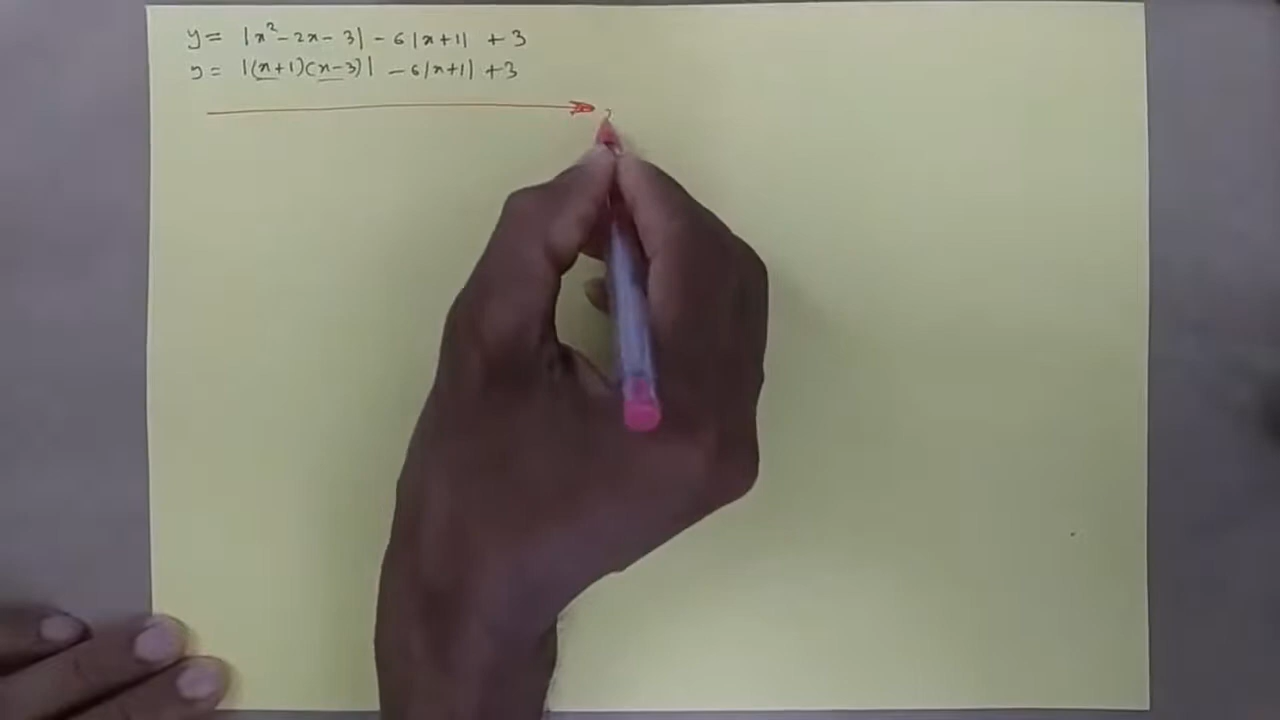 y = |x² - 2x - 3| - 6|x+1| + 3
y = |(x+1)(x-3)| - 6|x+1| + 3